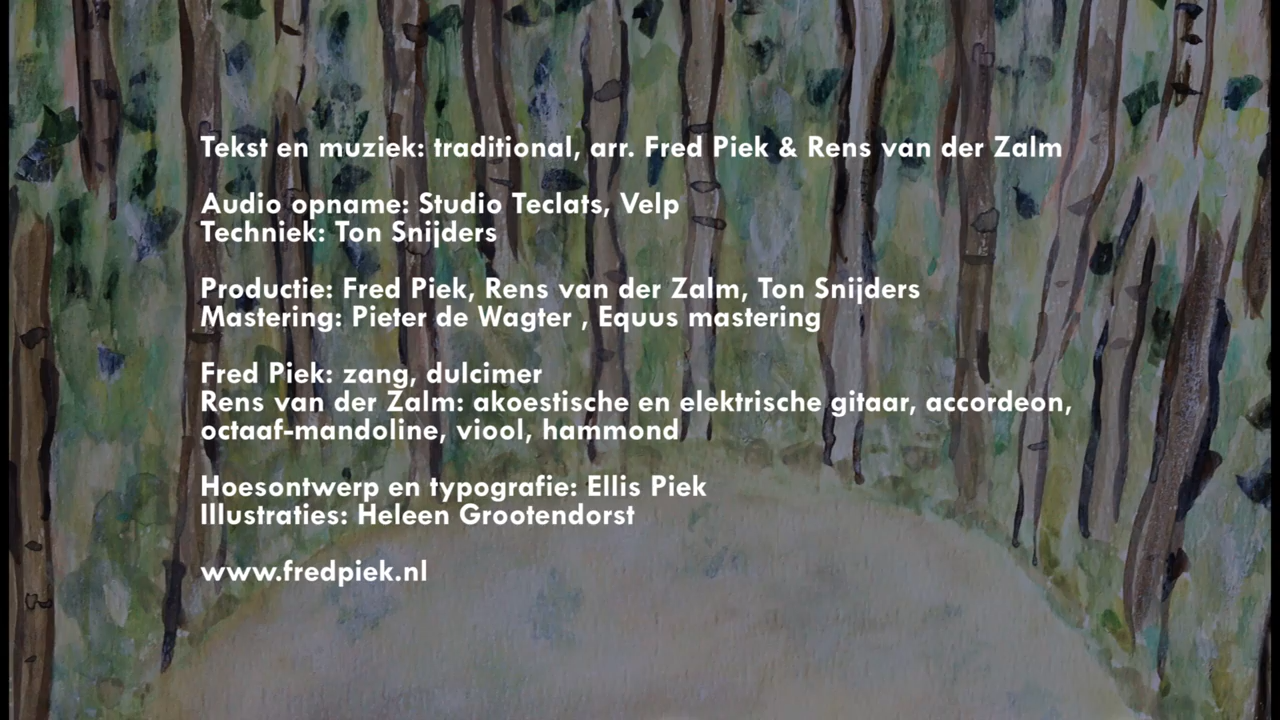 Tekst en muziek: traditional, arr. Fred Piek & Rens van der Zalm
Audio opname: Studio Teclats, Velp
Techniek: Ton Snijders
Productie: Fred Piek, Rens van der Zalm, Ton Snijders
Mastering: Pieter de Wagter , Equus mastering
Fred Piek: zang, dulcimer
Rens van der Zalm: akoestische en elektrische gitaar, accordeon,
octaaf-mandoline, viool, hammond
Hoesontwerp en typografie: Ellis Piek
Illustraties: Heleen Grootendorst
www.fredpiek.nl